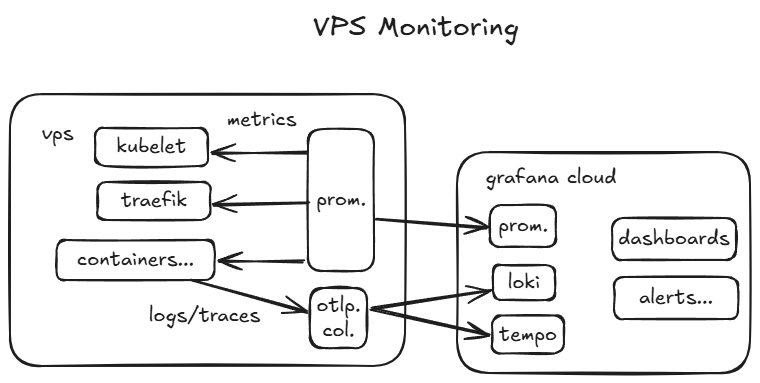 VPS Monitoring
vps
metrics
kubelet
traefik
containers...
prom.
logs/traces
otlp.
col.
grafana cloud
prom.
loki
tempo
dashboards
alerts...